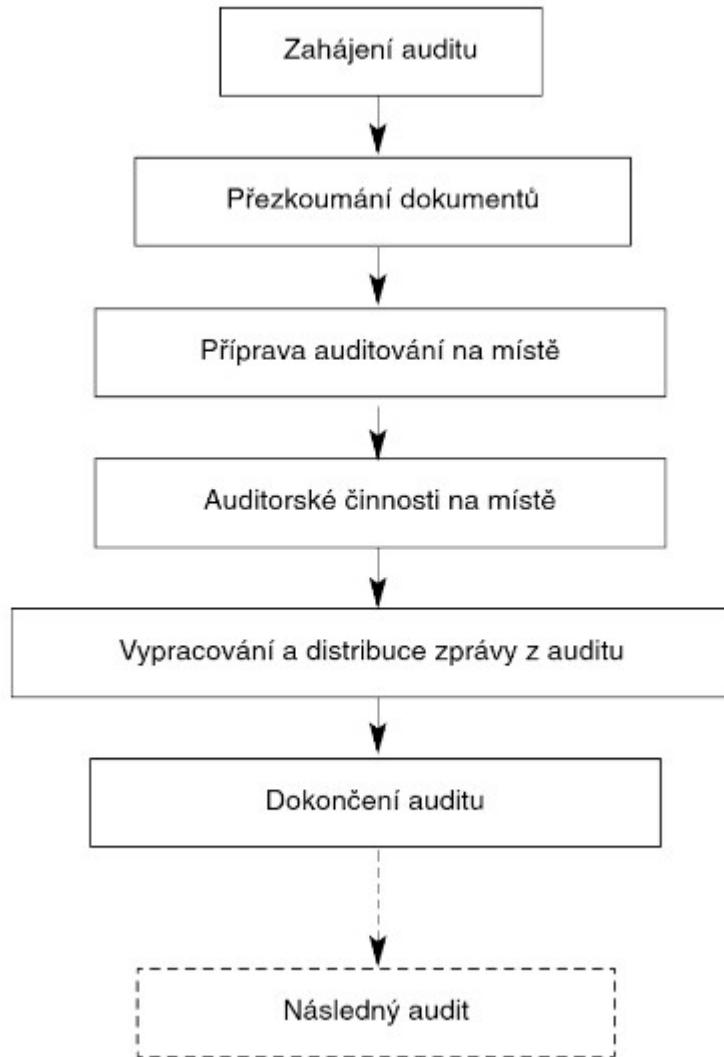 Zahájení auditu
Přezkoumání dokumentů
Příprava auditování na místě
Auditorské činnosti na místě
Vypracování a distribuce zprávy z auditu
Dokončení auditu
Následný audit